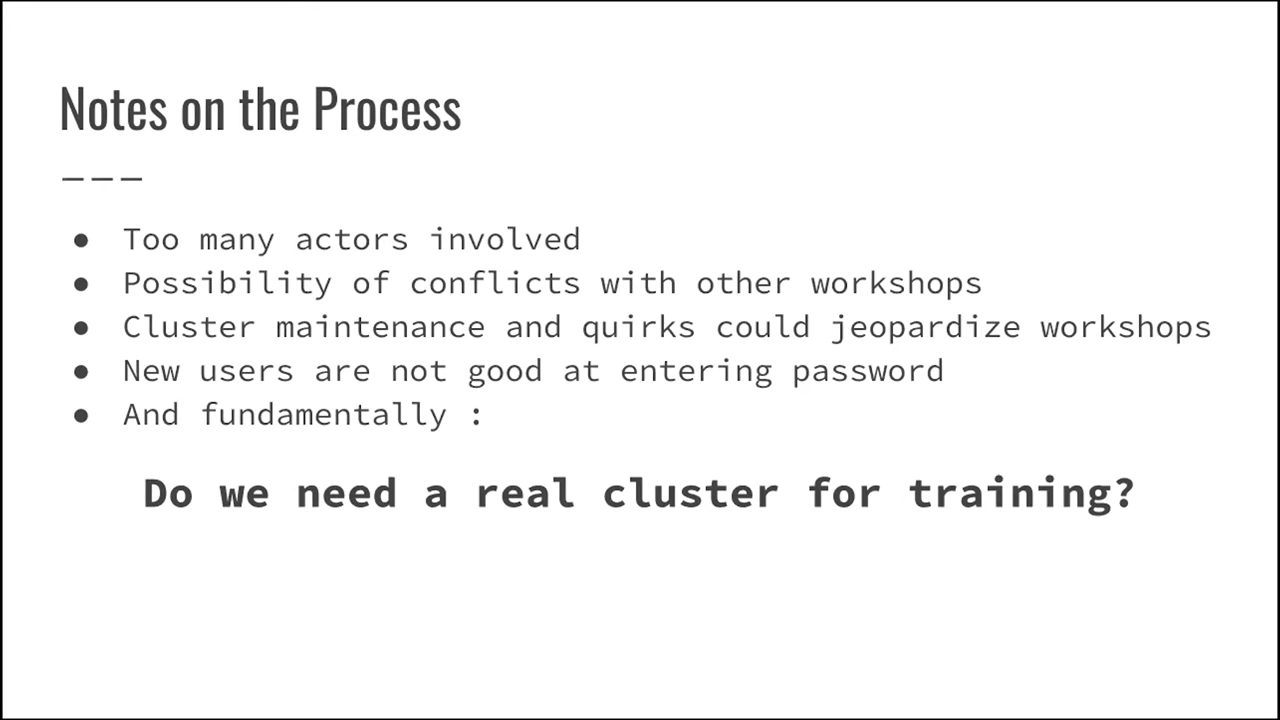 Notes on the Process
———
● Too many actors involved
● Possibility of conflicts with other workshops
● Cluster maintenance and quirks could jeopardize workshops
● New users are not good at entering password
● And fundamentally :
Do we need a real cluster for training?